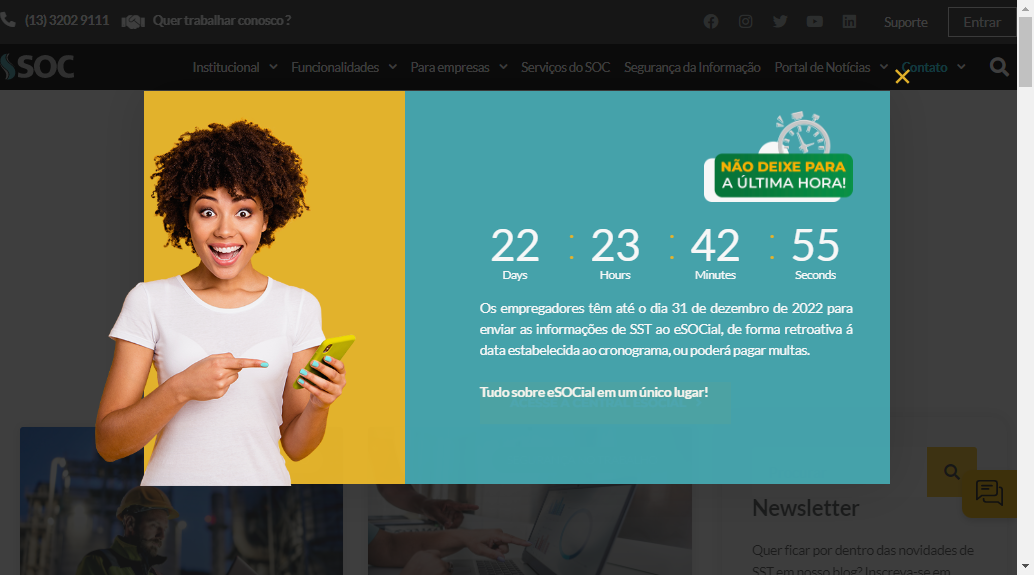 (13) 3202 9111 Quer trabalhar conosco ? Suporte Entrar
SOC Institucional Funcionalidades Para empresas Serviços do SOC Segurança da Informação Portal de Notícias Contato
NÃO DEIXE PARA
A ÚLTIMA HORA!
22 : 23 : 42 : 55
Days Hours Minutes Seconds
Os empregadores têm até o dia 31 de dezembro de 2022 para
enviar as informações de SST ao eSOCial, de forma retroativa á
data estabelecida ao cronograma, ou poderá pagar multas.
Tudo sobre eSOCial em um único lugar!
Newsletter
Quer ficar por dentro das novidades de
SST em nosso blog? Inscreva-se em